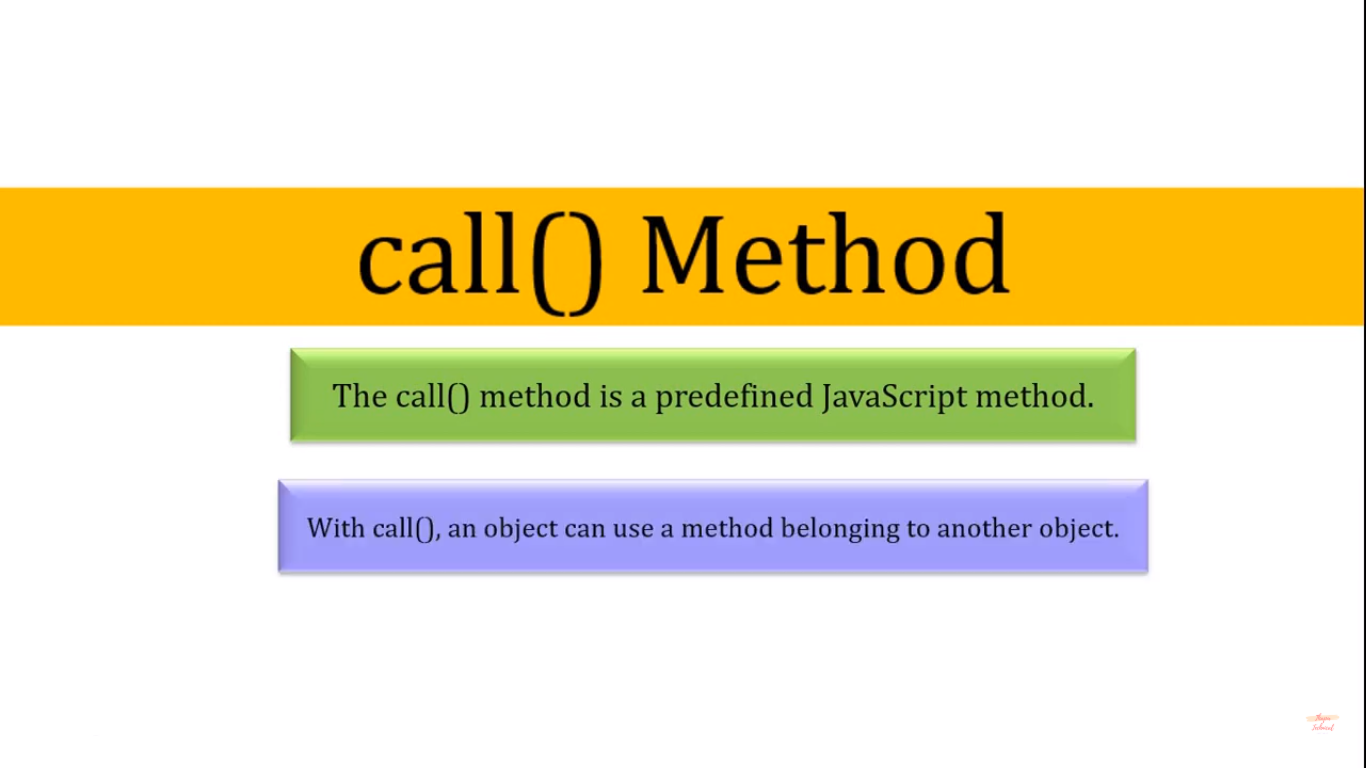 call() Method
The call() method is a predefined JavaScript method.
With call(), an object can use a method belonging to another object.
Technical